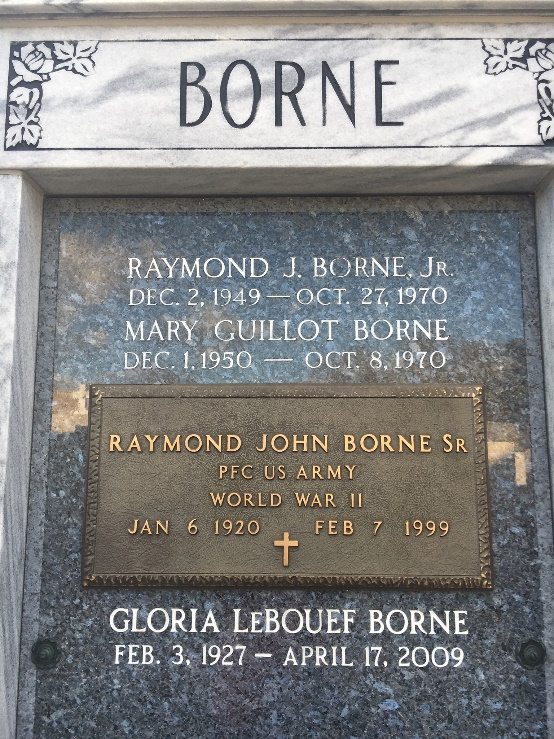 BORNE
RAYMOND J. BORNE, JR.
DEC. 2, 1949 — OCT. 27, 1970
MARY GUILLOT BORNE
DEC. 1, 1950 — OCT. 8, 1970
RAYMOND JOHN BORNE SR
PFC US ARMY
WORLD WAR II
JAN 6 1920 FEB 7 1999
GLORIA LEBOUEF BORNE
FEB. 3, 1927 — APRIL 17, 2009